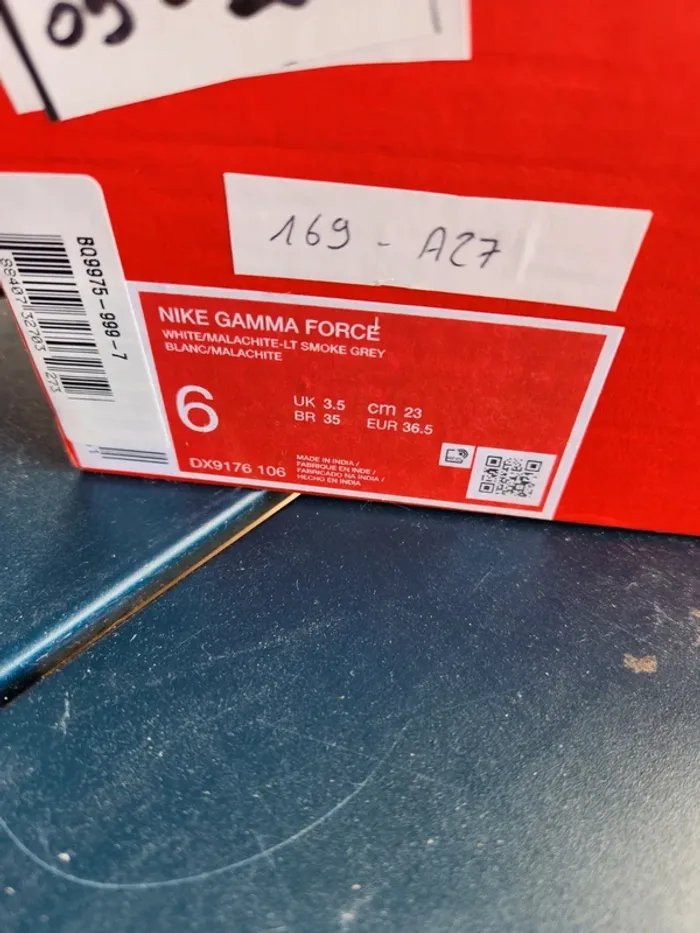 09
169 - A27
BQ9975-999-7
NIKE GAMMA FORCE
WHITE/MALACHITE-LT SMOKE GREY
BLANC/MALACHITE
6
UK 3.5 cm 23
BR 35 EUR 36.5
DX9176 106
MADE IN INDIA /
FABRIQUE EN INDE /
FABRICADO NA ÍNDIA /
HECHO EN INDIA